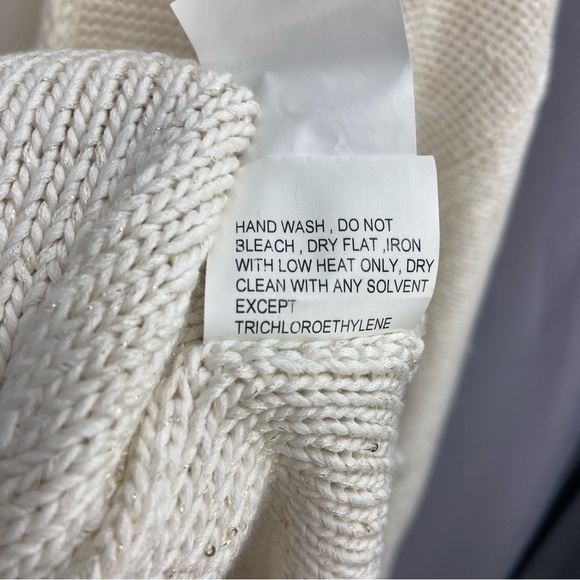 HAND WASH , DO NOT
BLEACH , DRY FLAT ,IRON
WITH LOW HEAT ONLY, DRY
CLEAN WITH ANY SOLVENT
EXCEPT
TRICHLOROETHYLENE